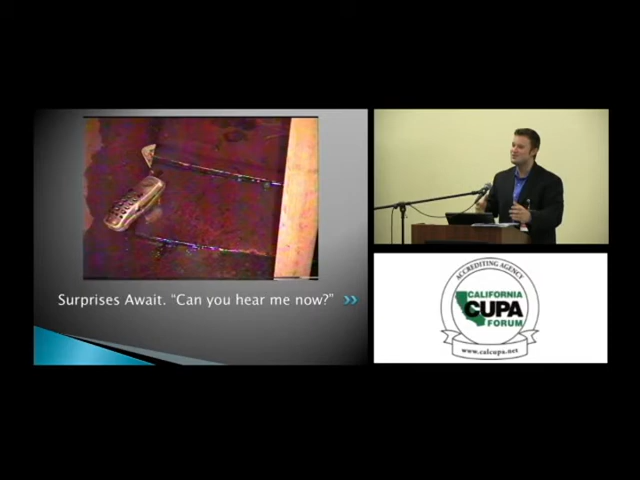 Surprises Await. "Can you hear me now?"
ACCREDITING AGENCY
CALIFORNIA
CUPA
FORUM
www.calcupa.net